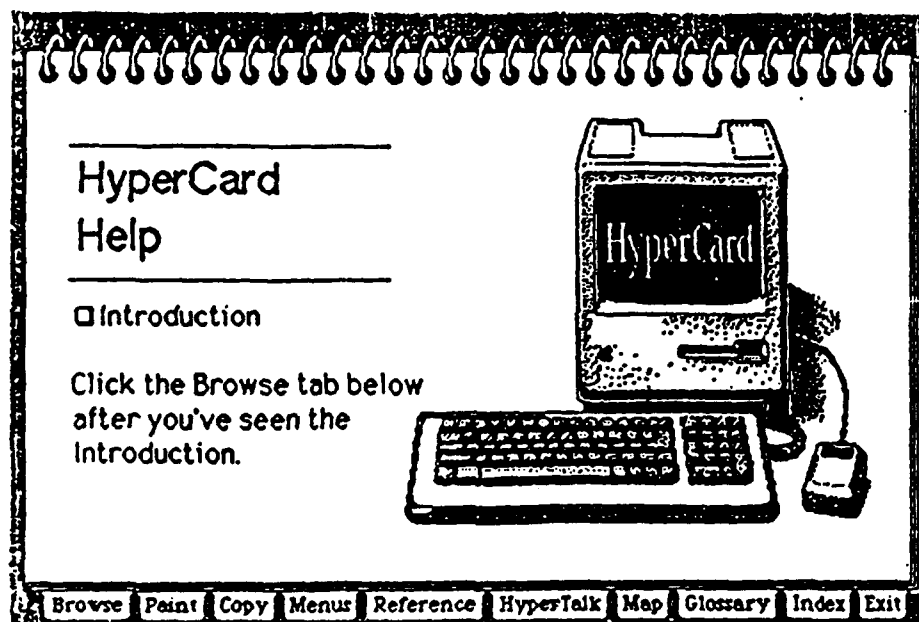 HyperCard
Help
HyperCard
Introduction
Click the Browse tab below
after you've seen the
Introduction.
Browse Paint Copy Menus Reference HyperTalk Map Glossary Index Exit